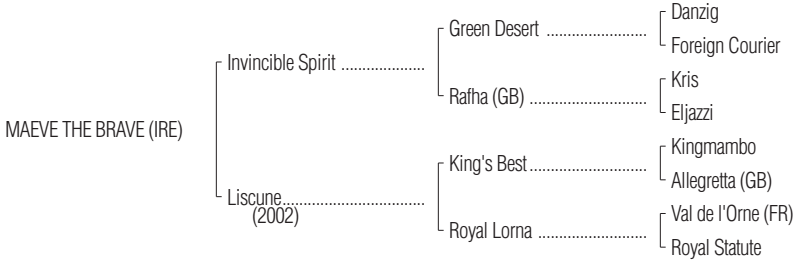 Danzig
Green Desert ........................
Foreign Courier
Invincible Spirit ....................
Kris
Rafha (GB) ............................
Eljazzi
MAEVE THE BRAVE (IRE)
Kingmambo
King's Best............................
Allegretta (GB)
Liscune..................................
(2002)
Val de l'Orne (FR)
Royal Lorna ..........................
Royal Statute